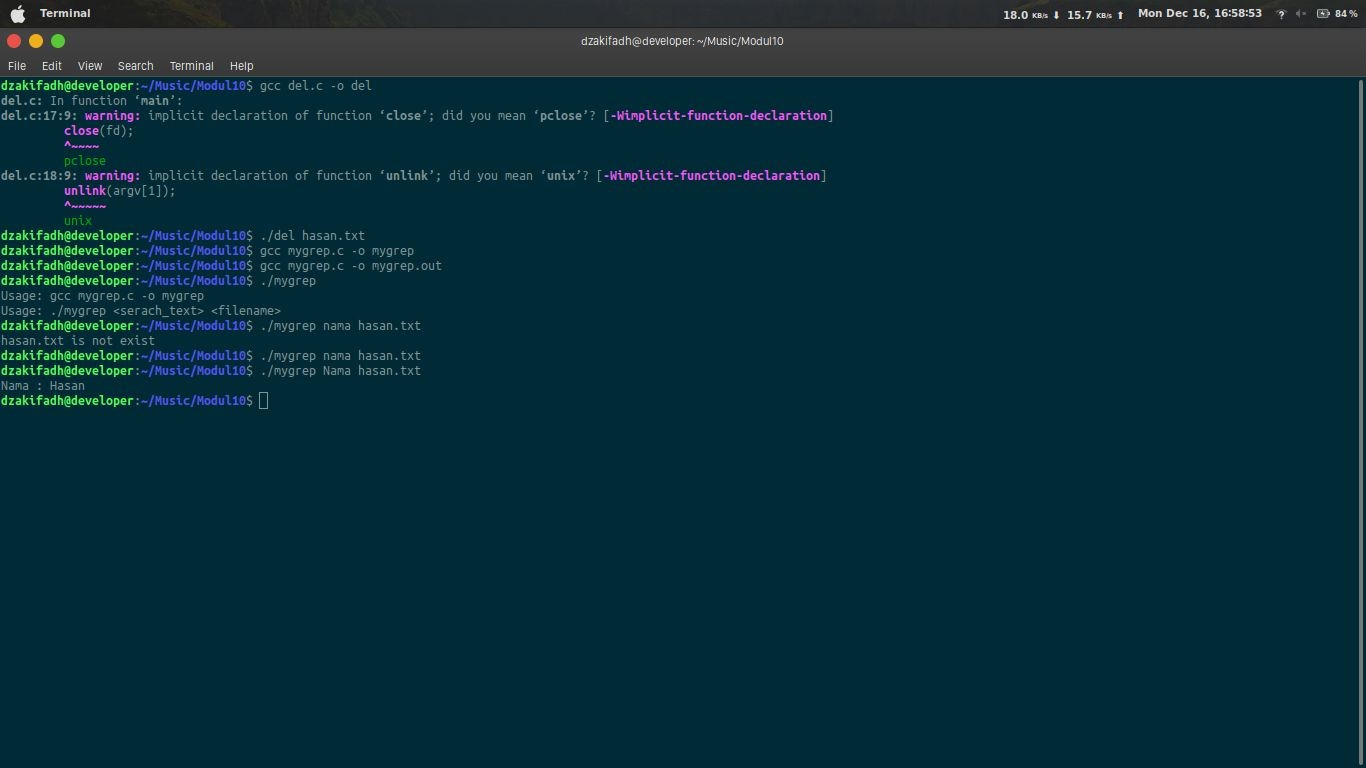 Terminal
18.0 KB/s ⬇ 15.7 KB/s ⬆ Mon Dec 16, 16:58:53 84 %
dzakifadh@developer: ~/Music/Modul10
File Edit View Search Terminal Help
dzakifadh@developer:~/Music/Modul10$ gcc del.c -o del
del.c: In function ‘main’:
del.c:17:9: warning: implicit declaration of function ‘close’; did you mean ‘pclose’? [-Wimplicit-function-declaration]
close(fd);
^~~~~
pclose
del.c:18:9: warning: implicit declaration of function ‘unlink’; did you mean ‘unix’? [-Wimplicit-function-declaration]
unlink(argv[1]);
^~~~~~
unix
dzakifadh@developer:~/Music/Modul10$ ./del hasan.txt
dzakifadh@developer:~/Music/Modul10$ gcc mygrep.c -o mygrep
dzakifadh@developer:~/Music/Modul10$ gcc mygrep.c -o mygrep.out
dzakifadh@developer:~/Music/Modul10$ ./mygrep
Usage: gcc mygrep.c -o mygrep
Usage: ./mygrep <serach_text> <filename>
dzakifadh@developer:~/Music/Modul10$ ./mygrep nama hasan.txt
hasan.txt is not exist
dzakifadh@developer:~/Music/Modul10$ ./mygrep nama hasan.txt
dzakifadh@developer:~/Music/Modul10$ ./mygrep Nama hasan.txt
Nama : Hasan
dzakifadh@developer:~/Music/Modul10$